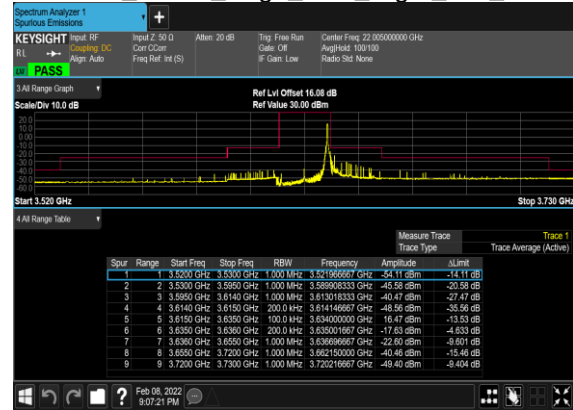 Spectrum Analyzer 1
Spurious Emissions
KEYSIGHT Input: RF Input Z: 50 Ω Atten: 20 dB Trig: Free Run Center Freq: 22.005000000 GHz
RL Coupling: DC Corr CCorr Gate: Off Avg|Hold: 100/100
Align: Auto Freq Ref: Int (S) IF Gain: Low Radio Std: None
PASS
3 All Range Graph
Ref Lvl Offset 16.08 dB
Scale/Div 10.0 dB Ref Value 30.00 dBm
20.0
10.0
0.00
-10.0
-20.0
-30.0
-40.0
-50.0
-60.0
Start 3.520 GHz Stop 3.730 GHz
4 All Range Table
Measure Trace Trace 1
Trace Type Trace Average (Active)
Spur Range Start Freq Stop Freq RBW Frequency Amplitude ΔLimit
1 1 3.5200 GHz 3.5300 GHz 1.000 MHz 3.521966667 GHz -54.11 dBm -14.11 dB
2 2 3.5300 GHz 3.5950 GHz 1.000 MHz 3.589908333 GHz -45.58 dBm -20.58 dB
3 3 3.5950 GHz 3.6140 GHz 1.000 MHz 3.613018333 GHz -40.47 dBm -27.47 dB
4 4 3.6140 GHz 3.6150 GHz 200.0 kHz 3.614146667 GHz -48.56 dBm -35.56 dB
5 5 3.6150 GHz 3.6350 GHz 100.0 kHz 3.634000000 GHz 16.47 dBm -13.53 dB
6 6 3.6350 GHz 3.6360 GHz 200.0 kHz 3.635001667 GHz -17.63 dBm -4.633 dB
7 7 3.6360 GHz 3.6550 GHz 1.000 MHz 3.636696667 GHz -22.60 dBm -9.601 dB
8 8 3.6550 GHz 3.7200 GHz 1.000 MHz 3.662150000 GHz -40.46 dBm -15.46 dB
9 9 3.7200 GHz 3.7300 GHz 1.000 MHz 3.720216667 GHz -49.40 dBm -9.404 dB
Feb 08, 2022
9:07:21 PM